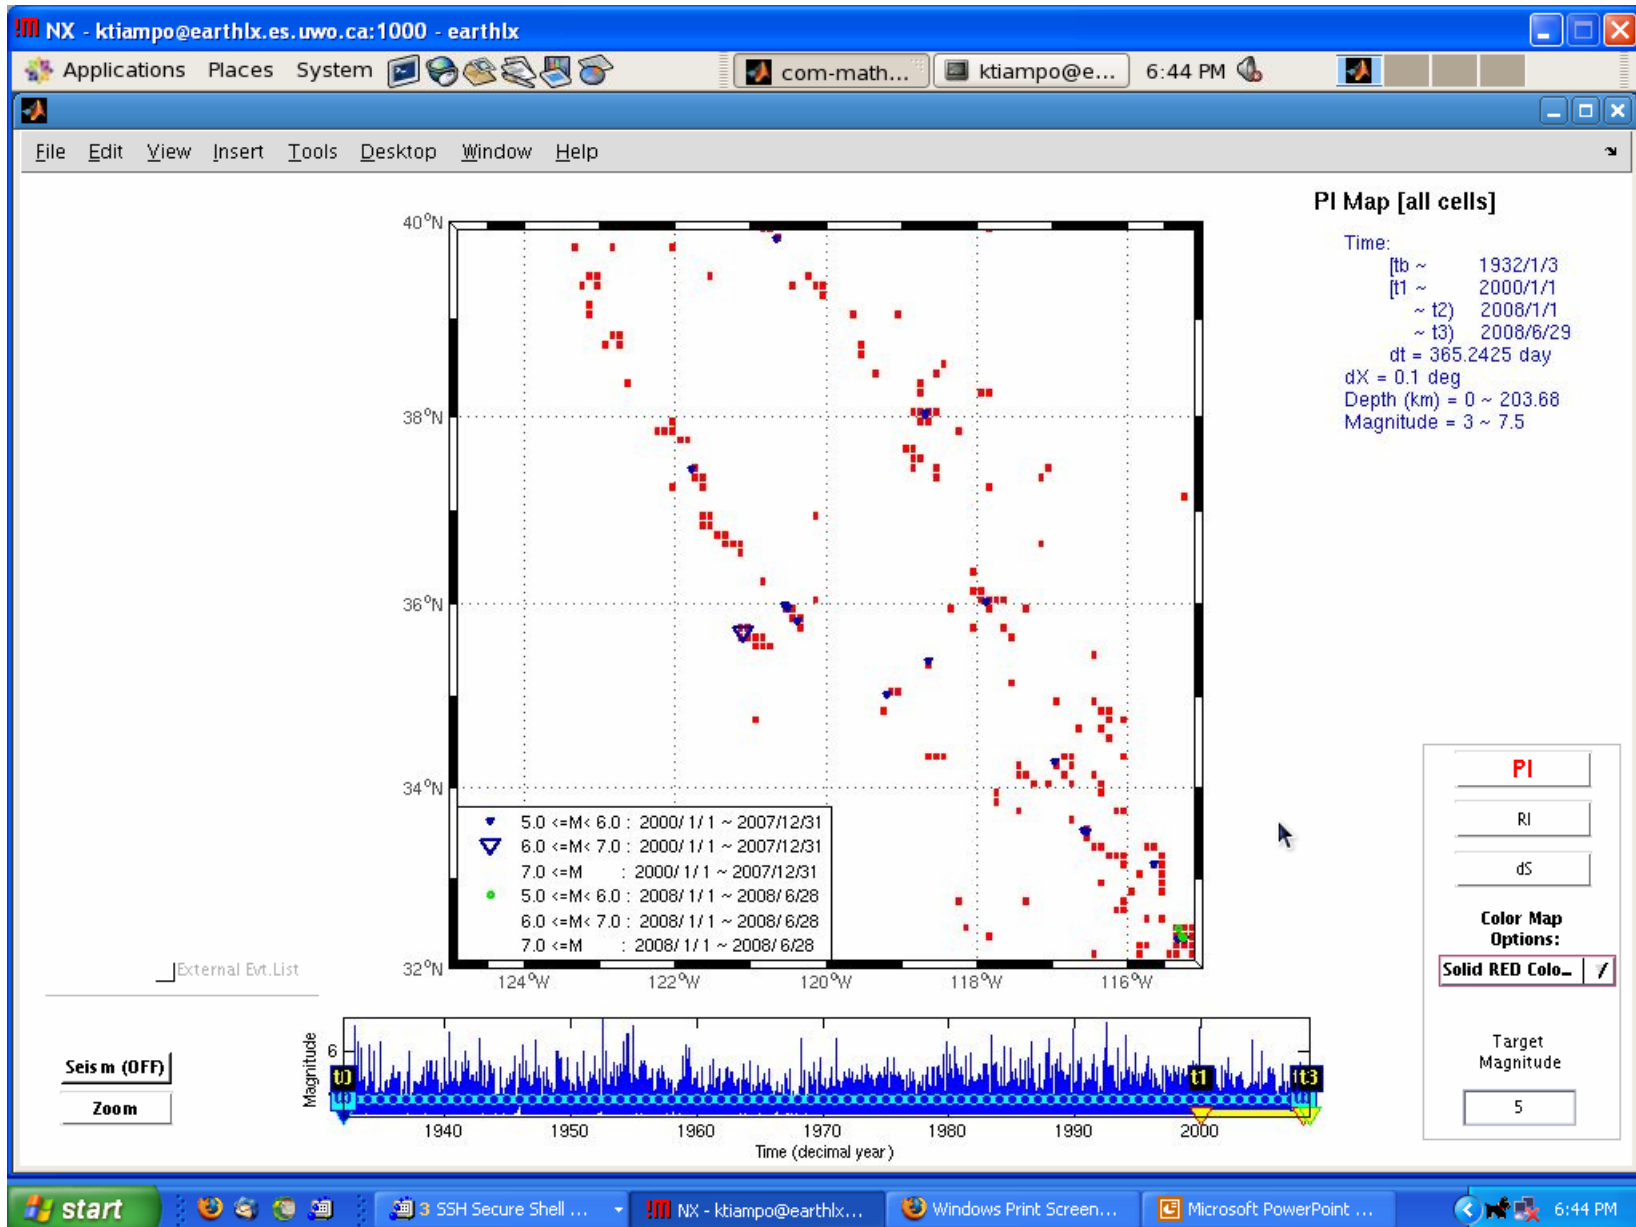 NX - ktiampo@earthlx.es.uwo.ca:1000 - earthlx
Applications Places System com-math... ktiampo@e... 6:44 PM
File Edit View Insert Tools Desktop Window Help
PI Map [all cells]
Time:
[tb ~ 1932/1/3
[t1 ~ 2000/1/1
~ t2) 2008/1/1
~ t3) 2008/6/29
dt = 365.2425 day
dX = 0.1 deg
Depth (km) = 0 ~ 203.68
Magnitude = 3 ~ 7.5
40°N
38°N
36°N
34°N
32°N
124°W 122°W 120°W 118°W 116°W
5.0 <=M< 6.0 : 2000/ 1/ 1 ~ 2007/12/31
6.0 <=M< 7.0 : 2000/ 1/ 1 ~ 2007/12/31
7.0 <=M : 2000/ 1/ 1 ~ 2007/12/31
5.0 <=M< 6.0 : 2008/ 1/ 1 ~ 2008/ 6/28
6.0 <=M< 7.0 : 2008/ 1/ 1 ~ 2008/ 6/28
7.0 <=M : 2008/ 1/ 1 ~ 2008/ 6/28
PI
RI
dS
Color Map
Options:
Solid RED Colo...
Target
Magnitude
5
External Evt.List
Seism (OFF)
Zoom
Magnitude
6
t0
t1
t3
1940 1950 1960 1970 1980 1990 2000
Time (decimal year)
start 3 SSH Secure Shell ... NX - ktiampo@earthlx... Windows Print Screen... Microsoft PowerPoint ... 6:44 PM